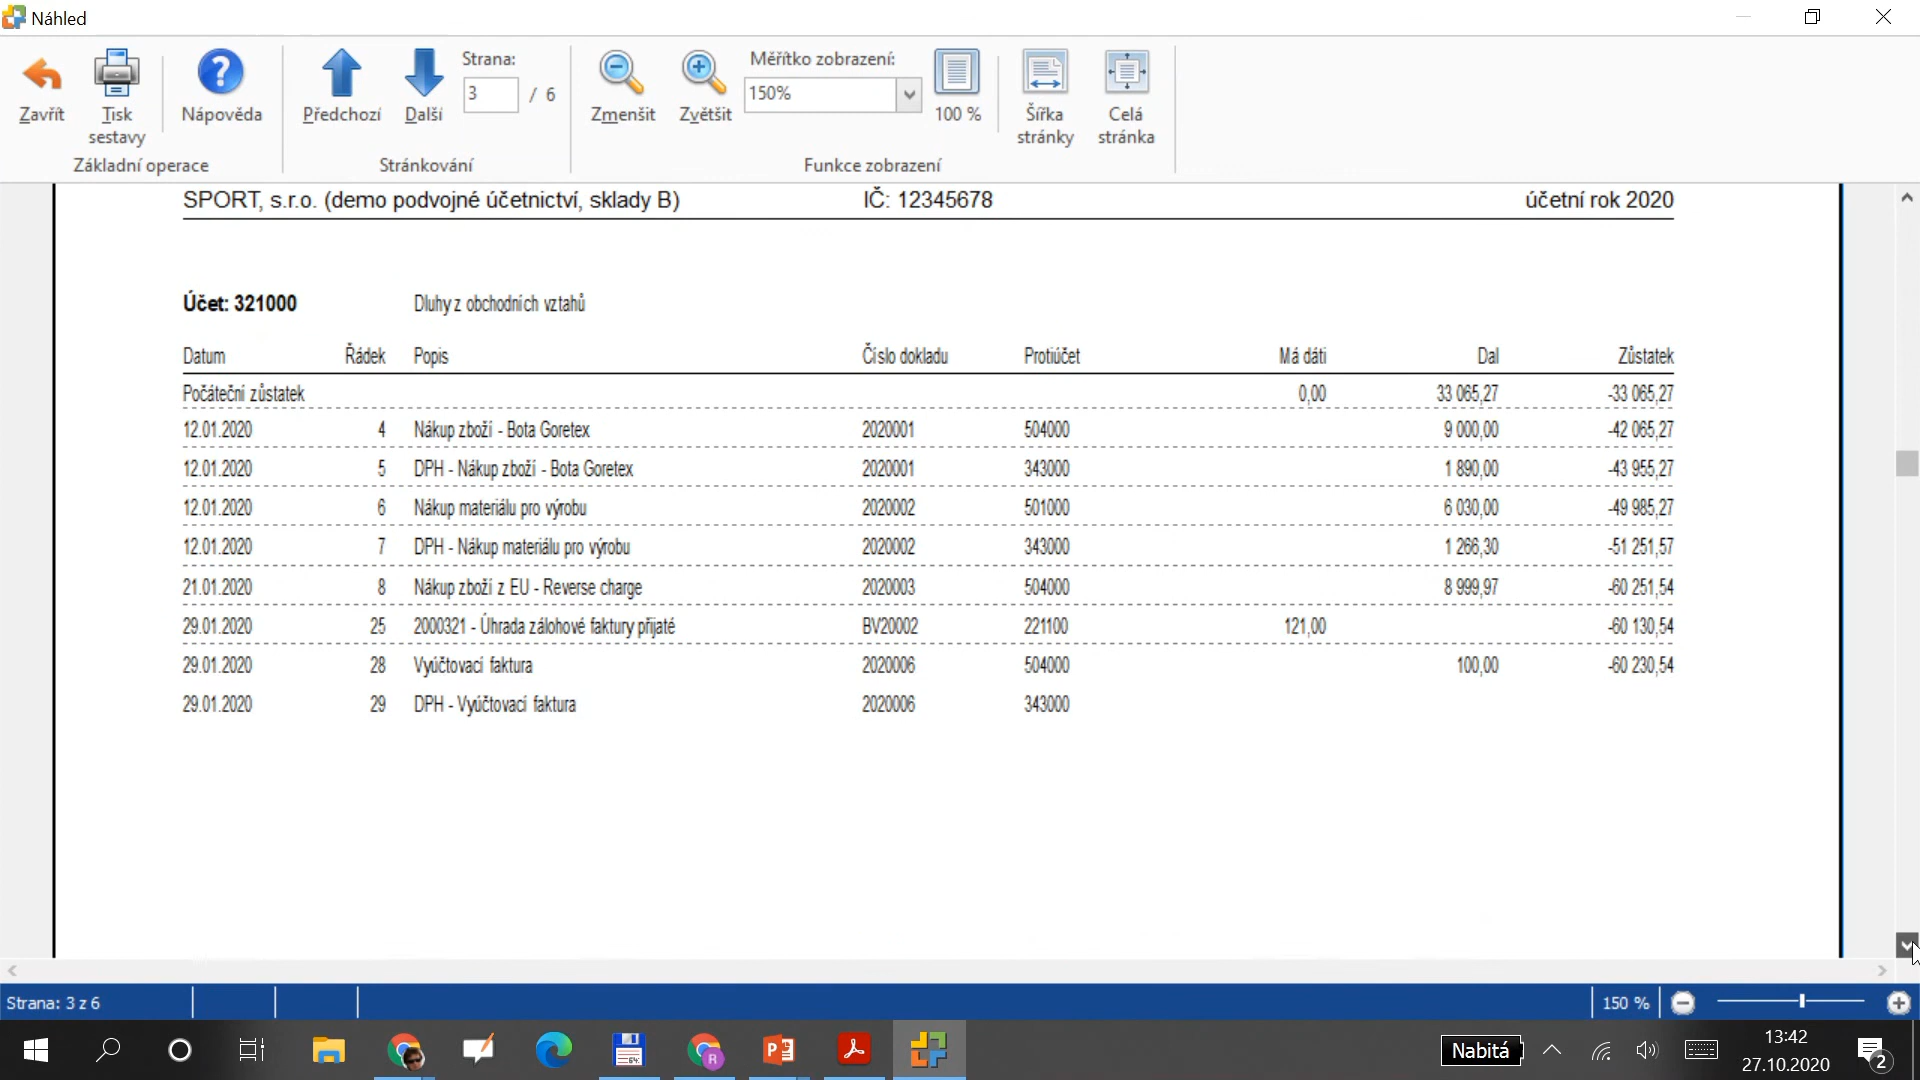 Náhled
Zavřít
Tisk sestavy
Nápověda
Základní operace
Předchozí
Další
Strana:
3 / 6
Stránkování
Zmenšit
Zvětšit
Měřítko zobrazení:
150%
100 %
Šířka stránky
Celá stránka
Funkce zobrazení
SPORT, s.r.o. (demo podvojné účetnictví, sklady B) IČ: 12345678 účetní rok 2020
Účet: 321000 Dluhy z obchodních vztahů
Datum Řádek Popis Číslo dokladu Protiúčet Má dáti Dal Zůstatek
Počáteční zůstatek 0,00 33 065,27 -33 065,27
12.01.2020 4 Nákup zboží - Bota Goretex 2020001 504000 9 000,00 -42 065,27
12.01.2020 5 DPH - Nákup zboží - Bota Goretex 2020001 343000 1 890,00 -43 955,27
12.01.2020 6 Nákup materiálu pro výrobu 2020002 501000 6 030,00 -49 985,27
12.01.2020 7 DPH - Nákup materiálu pro výrobu 2020002 343000 1 266,30 -51 251,57
21.01.2020 8 Nákup zboží z EU - Reverse charge 2020003 504000 8 999,97 -60 251,54
29.01.2020 25 2000321 - Úhrada zálohové faktury přijaté BV20002 221100 121,00 -60 130,54
29.01.2020 28 Vyúčtovací faktura 2020006 504000 100,00 -60 230,54
29.01.2020 29 DPH - Vyúčtovací faktura 2020006 343000
Strana: 3 z 6
150 %
64
R
Nabitá
13:42
27.10.2020
2